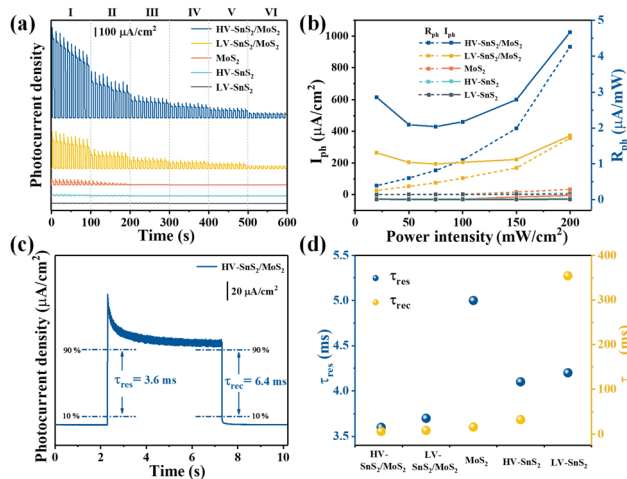 (a)
I II III IV V VI
100 μA/cm²
HV-SnS₂/MoS₂
LV-SnS₂/MoS₂
MoS₂
HV-SnS₂
LV-SnS₂
Photocurrent density
0 100 200 300 400 500 600
Time (s)
(b)
R_ph I_ph
HV-SnS₂/MoS₂
LV-SnS₂/MoS₂
MoS₂
HV-SnS₂
LV-SnS₂
I_ph (μA/cm²)
1000
800
600
400
200
0
R_ph (μA/mW)
5
4
3
2
1
0
0 50 100 150 200
Power intensity (mW/cm²)
(c)
HV-SnS₂/MoS₂
20 μA/cm²
Photocurrent density (μA/cm²)
90% 90%
τ_res= 3.6 ms τ_rec= 6.4 ms
10% 10%
0 2 4 6 8 10
Time (s)
(d)
τ_res
τ_rec
τ_res (ms)
5.5
5.0
4.5
4.0
3.5
τ (ms)
400
300
200
100
0
HV-
SnS₂/MoS₂
LV-
SnS₂/MoS₂
MoS₂
HV-SnS₂
LV-SnS₂